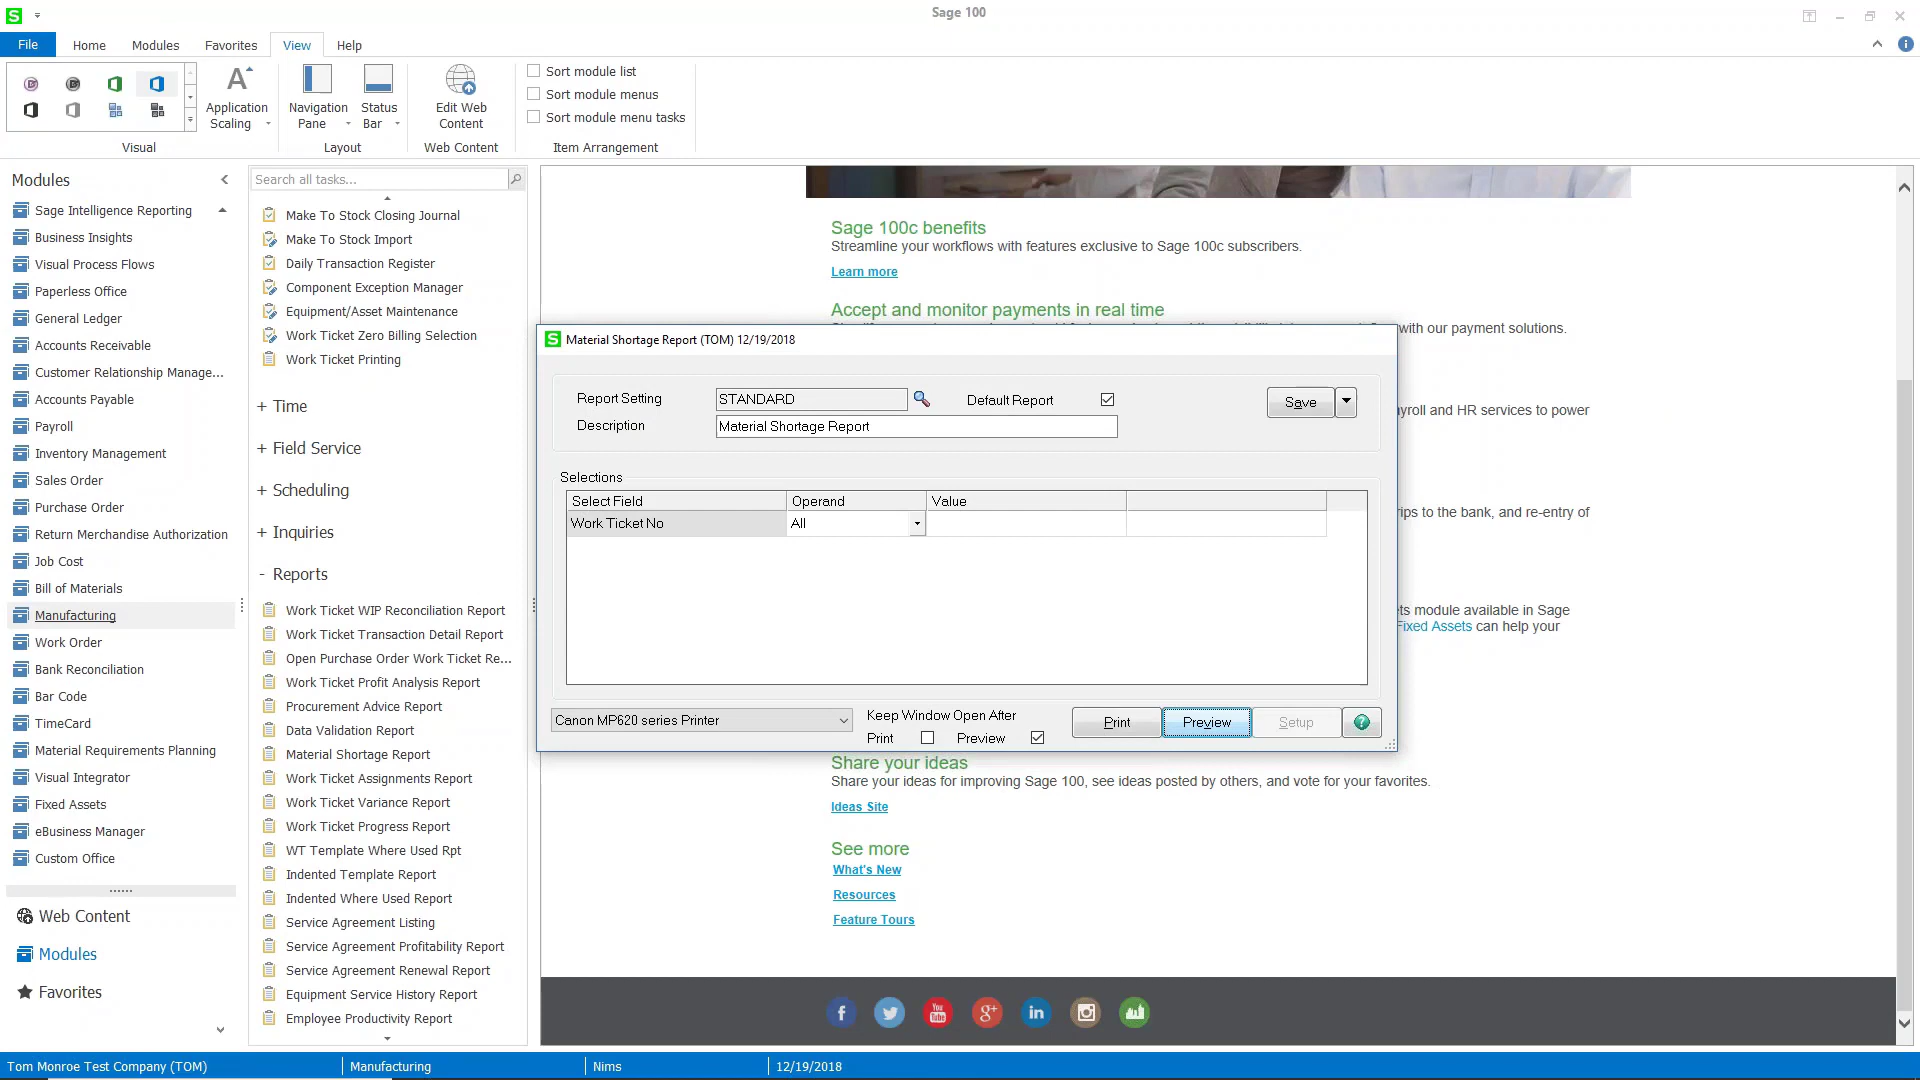 Sage 100
File
Home
Modules
Favorites
View
Help
Application
Scaling
Navigation
Pane
Status
Bar
Edit Web
Content
Sort module list
Sort module menus
Sort module menu tasks
Visual
Layout
Web Content
Item Arrangement
Modules
Sage Intelligence Reporting
Business Insights
Visual Process Flows
Paperless Office
General Ledger
Accounts Receivable
Customer Relationship Manage...
Accounts Payable
Payroll
Inventory Management
Sales Order
Purchase Order
Return Merchandise Authorization
Job Cost
Bill of Materials
Manufacturing
Work Order
Bank Reconciliation
Bar Code
TimeCard
Material Requirements Planning
Visual Integrator
Fixed Assets
eBusiness Manager
Custom Office
Web Content
Modules
Favorites
Search all tasks...
Make To Stock Closing Journal
Make To Stock Import
Daily Transaction Register
Component Exception Manager
Equipment/Asset Maintenance
Work Ticket Zero Billing Selection
Work Ticket Printing
+ Time
+ Field Service
+ Scheduling
+ Inquiries
- Reports
Work Ticket WIP Reconciliation Report
Work Ticket Transaction Detail Report
Open Purchase Order Work Ticket Re...
Work Ticket Profit Analysis Report
Procurement Advice Report
Data Validation Report
Material Shortage Report
Work Ticket Assignments Report
Work Ticket Variance Report
Work Ticket Progress Report
WT Template Where Used Rpt
Indented Template Report
Indented Where Used Report
Service Agreement Listing
Service Agreement Profitability Report
Service Agreement Renewal Report
Equipment Service History Report
Employee Productivity Report
Sage 100c benefits
Streamline your workflows with features exclusive to Sage 100c subscribers.
Learn more
Accept and monitor payments in real time
with our payment solutions.
yroll and HR services to power
rips to the bank, and re-entry of
ts module available in Sage
Fixed Assets can help your
S Material Shortage Report (TOM) 12/19/2018
Report Setting
STANDARD
Default Report
Save
Description
Material Shortage Report
Selections
Select Field
Operand
Value
Work Ticket No
All
Canon MP620 series Printer
Keep Window Open After
Print
Preview
Print
Preview
Setup
Share your ideas
Share your ideas for improving Sage 100, see ideas posted by others, and vote for your favorites.
Ideas Site
See more
What's New
Resources
Feature Tours
Tom Monroe Test Company (TOM)
Manufacturing
Nims
12/19/2018